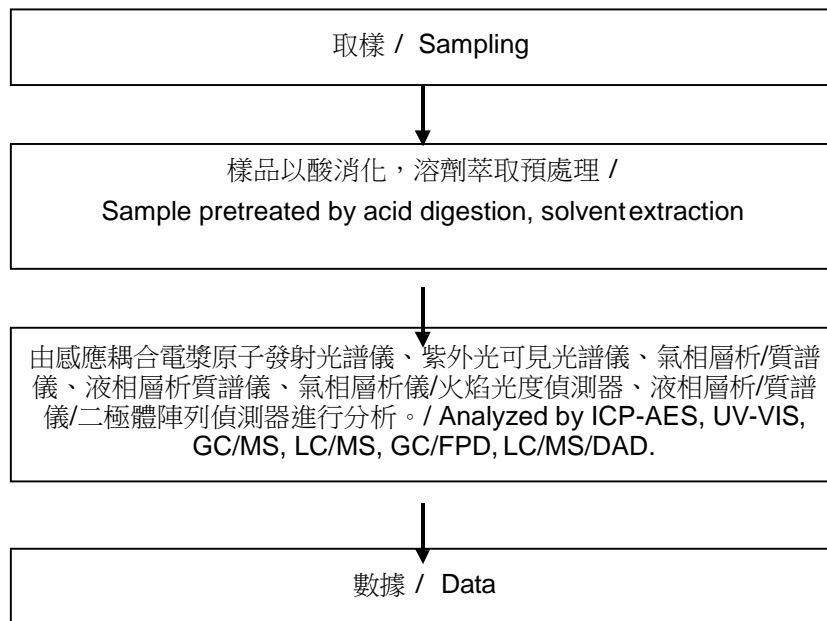 取樣 / Sampling
樣品以酸消化，溶劑萃取預處理 /
Sample pretreated by acid digestion, solvent extraction
由感應耦合電漿原子發射光譜儀、紫外光可見光譜儀、氣相層析/質譜
儀、液相層析質譜儀、氣相層析儀/火焰光度偵測器、液相層析/質譜
儀/二極體陣列偵測器進行分析。/ Analyzed by ICP-AES, UV-VIS,
GC/MS, LC/MS, GC/FPD, LC/MS/DAD.
數據 / Data